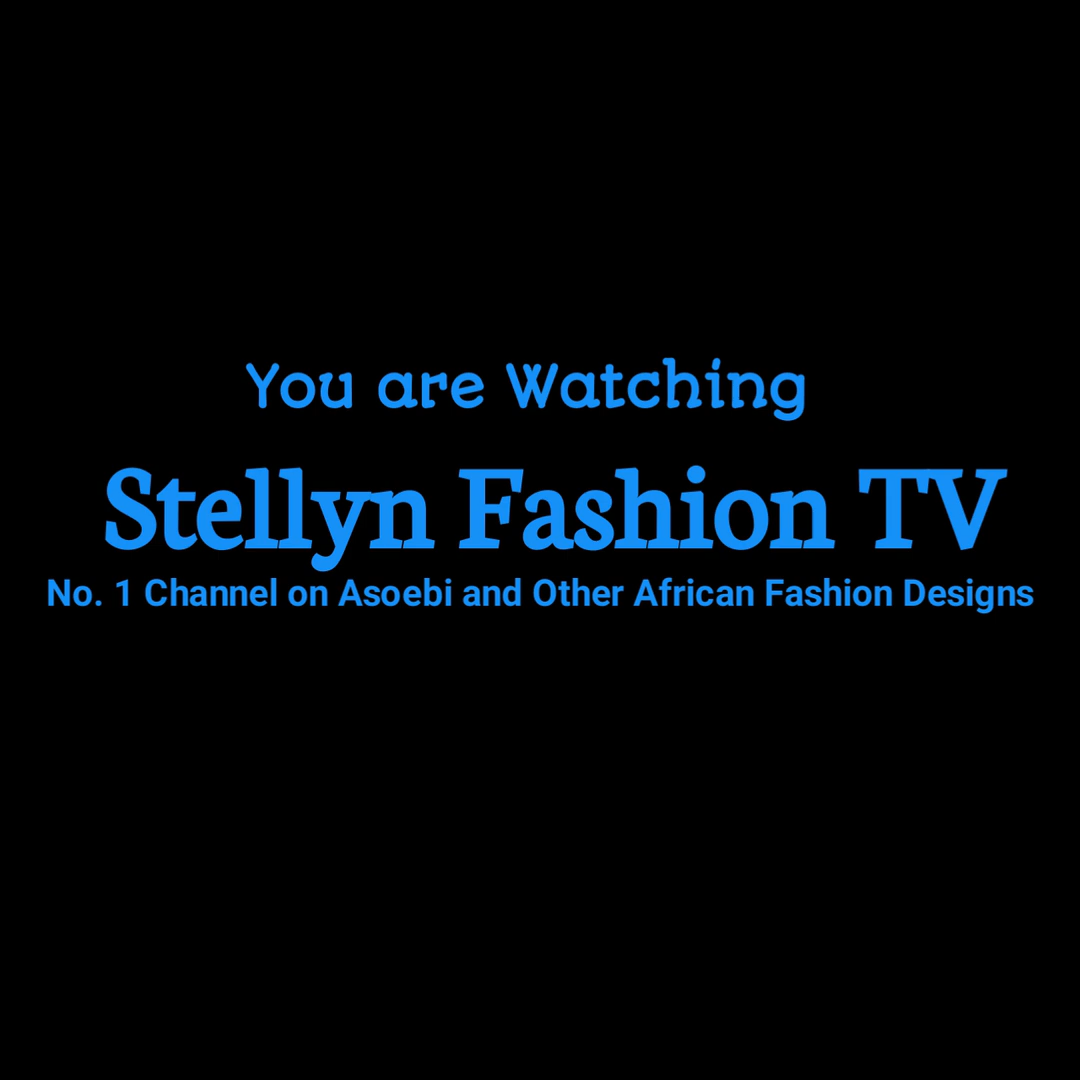 You are Watching
Stellyn Fashion TV
No. 1 Channel on Asoebi and Other African Fashion Designs